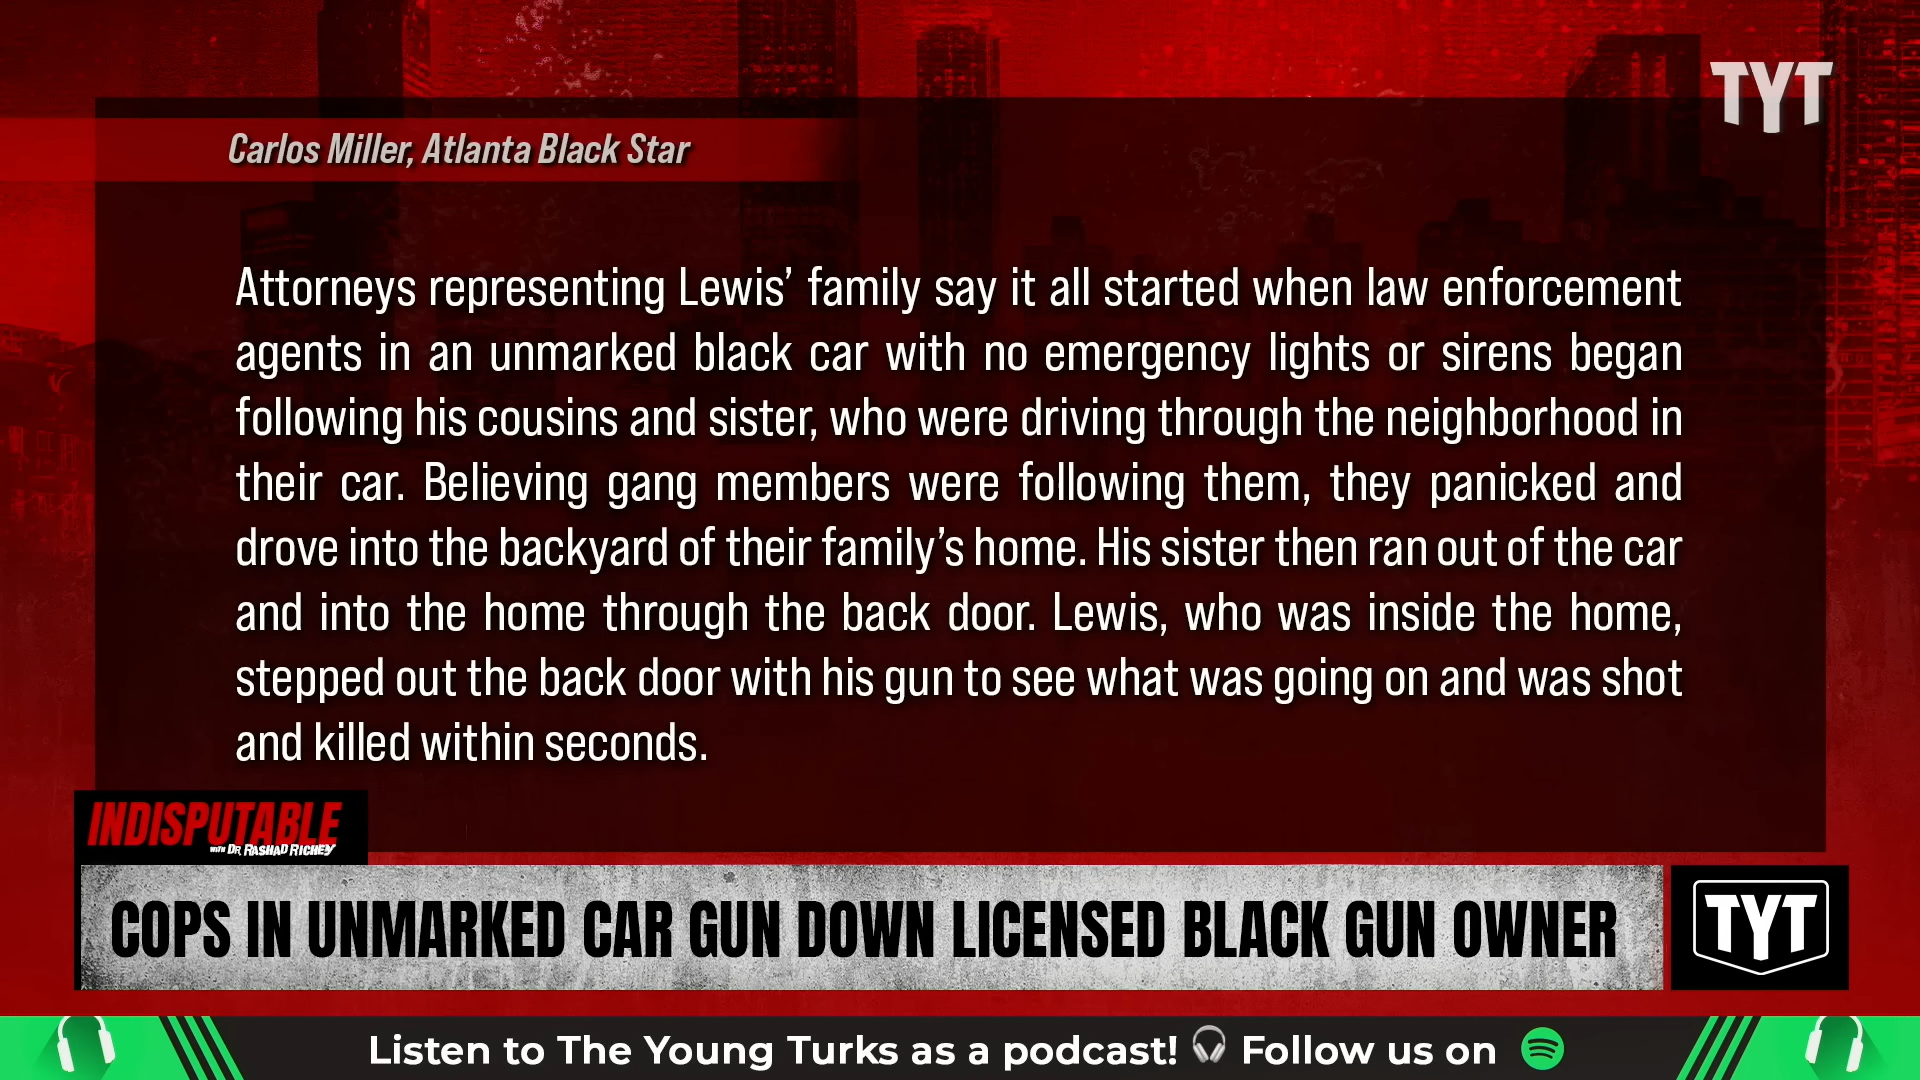 TYT
Carlos Miller, Atlanta Black Star
Attorneys representing Lewis’ family say it all started when law enforcement
agents in an unmarked black car with no emergency lights or sirens began
following his cousins and sister, who were driving through the neighborhood in
their car. Believing gang members were following them, they panicked and
drove into the backyard of their family’s home. His sister then ran out of the car
and into the home through the back door. Lewis, who was inside the home,
stepped out the back door with his gun to see what was going on and was shot
and killed within seconds.
INDISPUTABLE
WITH DR RASHAD RICHEY
COPS IN UNMARKED CAR GUN DOWN LICENSED BLACK GUN OWNER
TYT
Listen to The Young Turks as a podcast! Follow us on